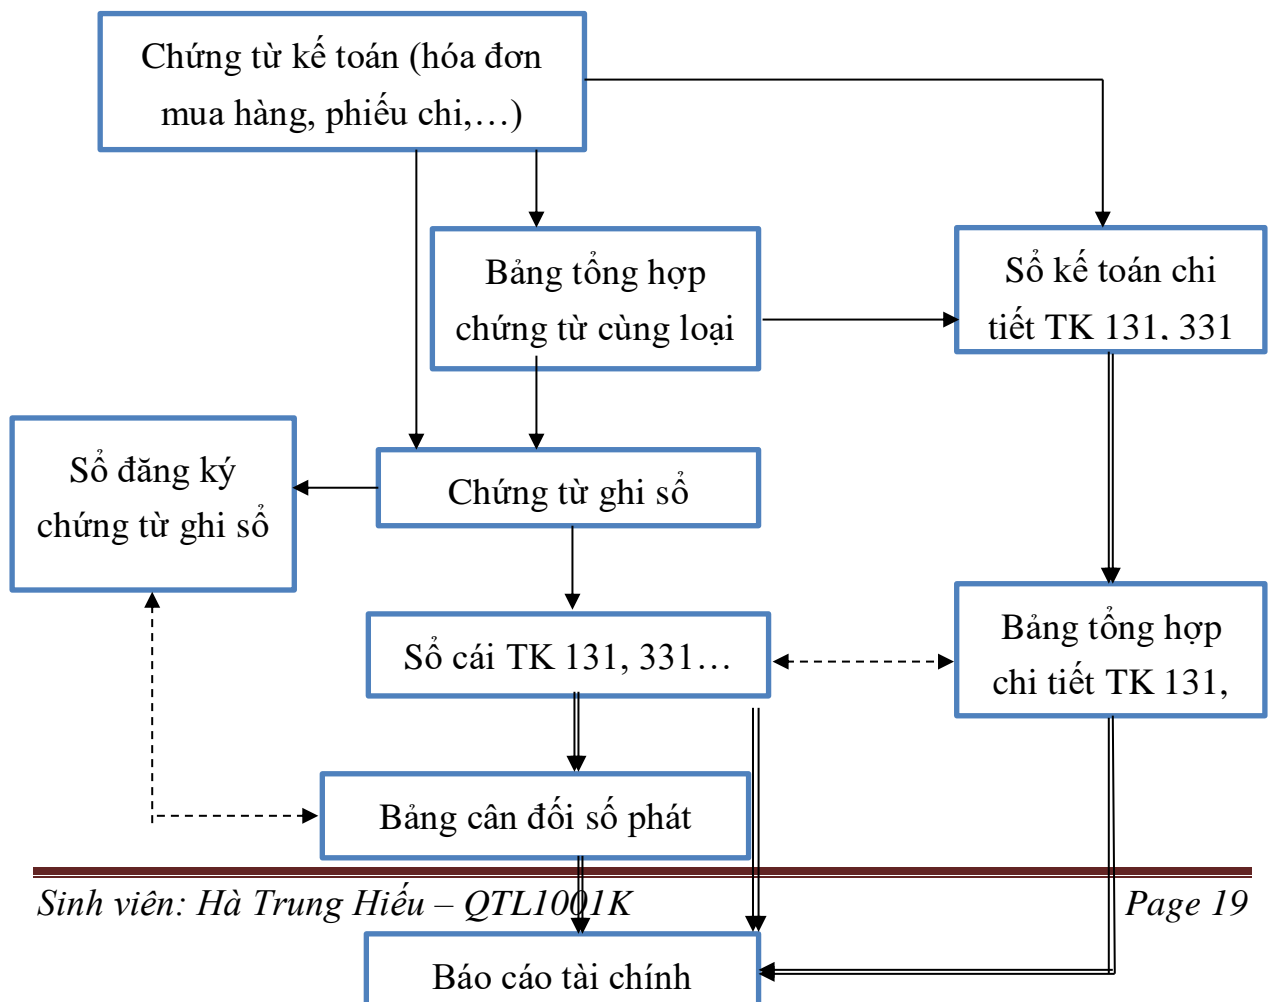 Chứng từ kế toán (hóa đơn
mua hàng, phiếu chi,…)
Bảng tổng hợp
chứng từ cùng loại
Sổ kế toán chi
tiết TK 131, 331
Sổ đăng ký
chứng từ ghi sổ
Chứng từ ghi sổ
Sổ cái TK 131, 331…
Bảng tổng hợp
chi tiết TK 131,
Bảng cân đối số phát
Sinh viên: Hà Trung Hiếu – QTL1001K
Page 19
Báo cáo tài chính